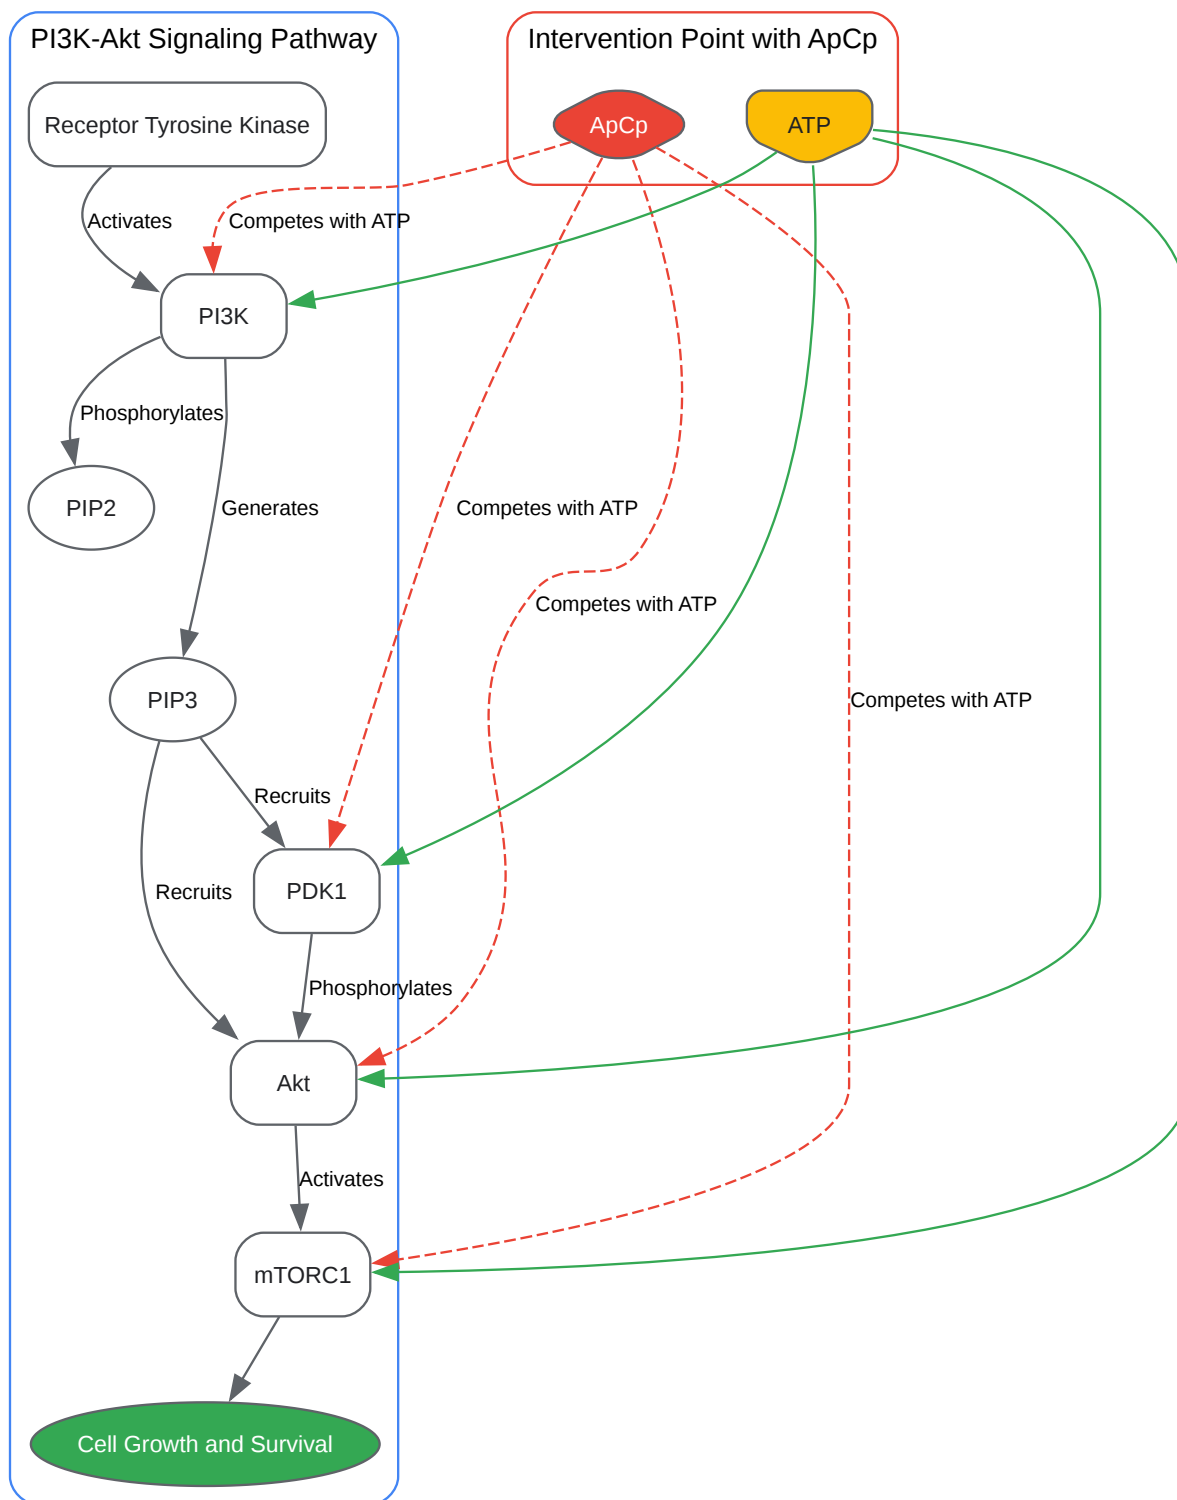 PI3K-Akt Signaling Pathway
Intervention Point with ApCp
Receptor Tyrosine Kinase
ApCp
ATP
Activates
Competes with ATP
PI3K
Phosphorylates
PIP2
Generates
Competes with ATP
Competes with ATP
PIP3
Competes with ATP
Recruits
PDK1
Recruits
Phosphorylates
Akt
Activates
mTORC1
Cell Growth and Survival